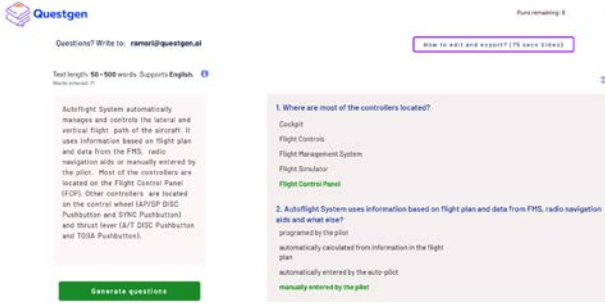 Questgen
Runs remaining: 8
Questions? Write to: ramsri@questgen.ai
How to edit and export? (75 secs Video)
Text length: 50 - 500 words. Supports English.
Words entered: 77
Autoflight System automatically
manages and controls the lateral and
vertical flight path of the aircraft. It
uses information based on flight plan
and data from the FMS, radio
navigation aids or manually entered by
the pilot. Most of the controllers are
located on the Flight Control Panel
(FCP). Other controllers are located
on the control wheel (AP/SP DISC
Pushbutton and SYNC Pushbutton)
and thrust lever (A/T DISC Pushbutton
and TOGA Pushbutton).
Generate questions
1. Where are most of the controllers located?
Cockpit
Flight Controls
Flight Management System
Flight Simulator
Flight Control Panel
2. Autoflight System uses information based on flight plan and data from FMS, radio navigation
aids and what else?
programed by the pilot
automatically calculated from information in the flight
plan
automatically entered by the auto-pilot
manually entered by the pilot